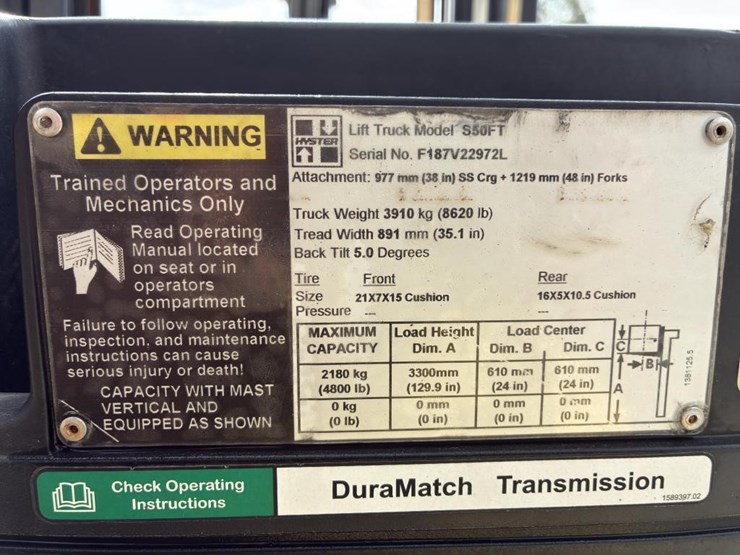 WARNING
Trained Operators and
Mechanics Only
Read Operating
Manual located
on seat or in
operators
compartment
Failure to follow operating,
inspection, and maintenance
instructions can cause
serious injury or death!
CAPACITY WITH MAST
VERTICAL AND
EQUIPPED AS SHOWN
HYSTER
Lift Truck Model S50FT
Serial No. F187V22972L
Attachment: 977 mm (38 in) SS Crg + 1219 mm (48 in) Forks
Truck Weight 3910 kg (8620 lb)
Tread Width 891 mm (35.1 in)
Back Tilt 5.0 Degrees
Tire Front Rear
Size 21X7X15 Cushion 16X5X10.5 Cushion
Pressure --- ---
MAXIMUM CAPACITY Load Height Dim. A Load Center Dim. B Dim. C
2180 kg (4800 lb) 3300mm (129.9 in) 610 mm (24 in) 610 mm (24 in)
0 kg (0 lb) 0 mm (0 in) 0 mm (0 in) 0 mm (0 in)
C
B
A
1381125.5
Check Operating
Instructions
DuraMatch Transmission
1589397.02